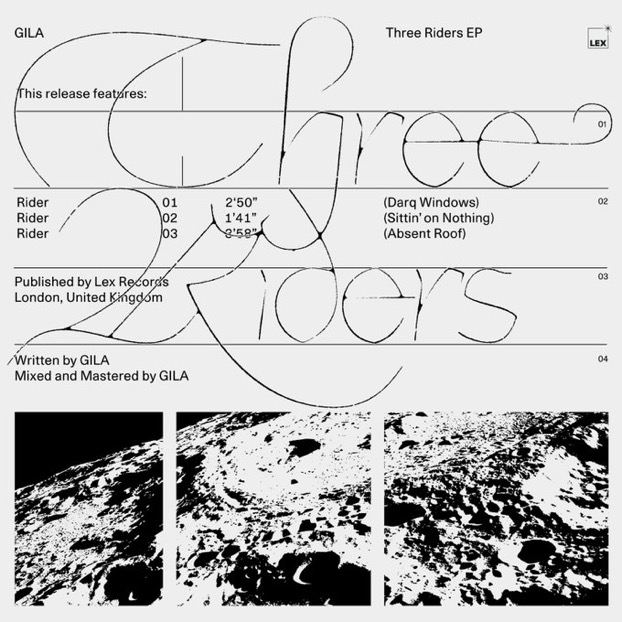 GILA Three Riders EP
LEX
This release features:
Three
01
Rider 01 2'50" (Darq Windows) 02
Rider 02 1'41" (Sittin' on Nothing)
Rider 03 3'58" (Absent Roof)
Riders
Published by Lex Records 03
London, United Kingdom
Written by GILA 04
Mixed and Mastered by GILA